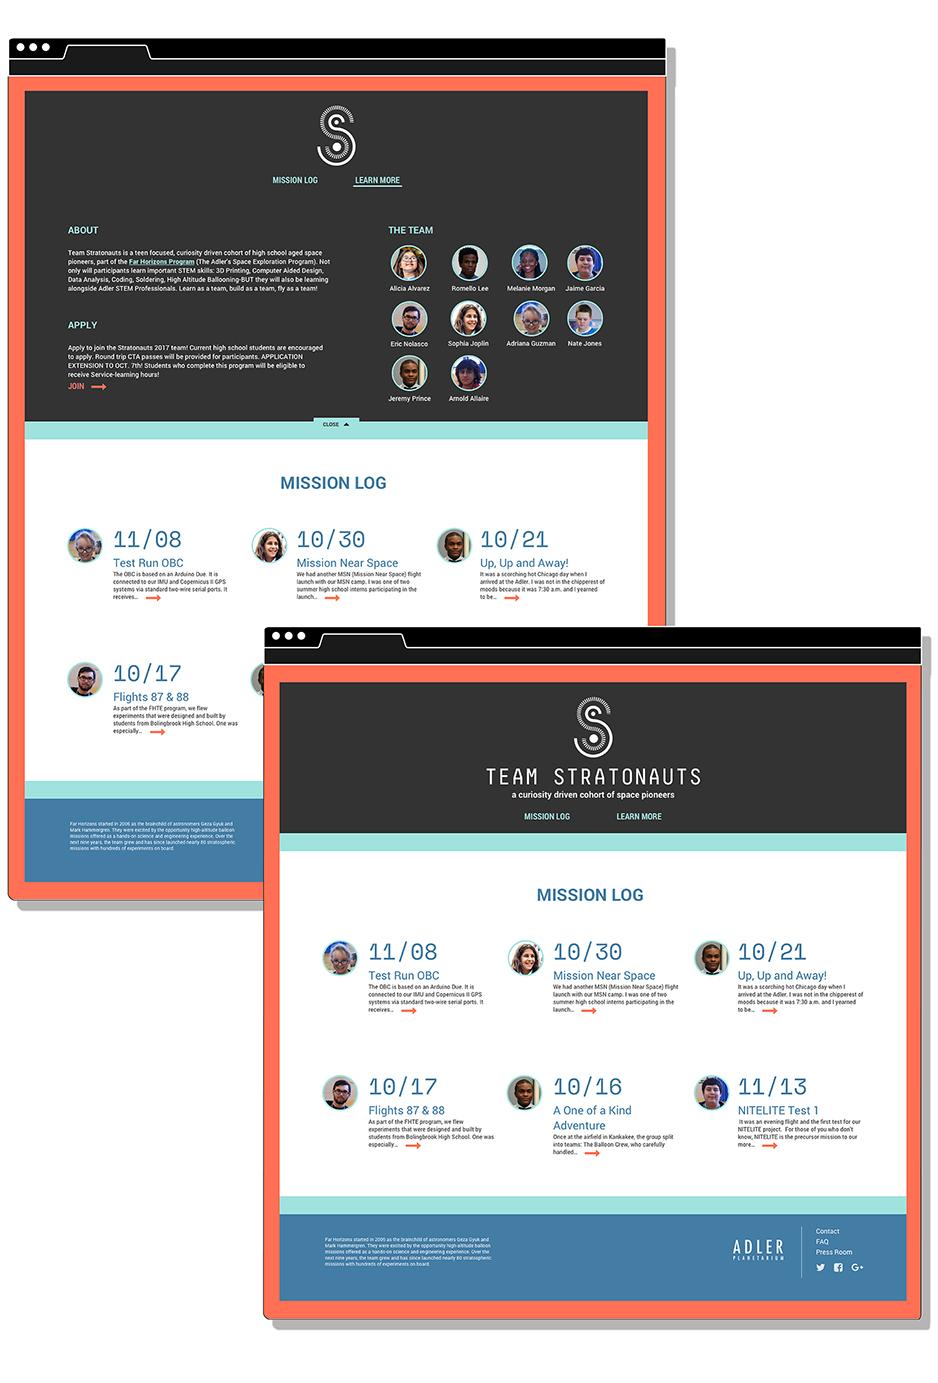 MISSION LOG
LEARN MORE
ABOUT
Team Stratonauts is a teen focused, curiosity driven cohort of high school aged space
pioneers, part of the Far Horizons Program (The Adler's Space Exploration Program). Not
only will participants learn important STEM skills: 3D Printing, Computer Aided Design,
Data Analysis, Coding, Soldering, High Altitude Ballooning-BUT they will also be learning
alongside Adler STEM Professionals. Learn as a team, build as a team, fly as a team!
APPLY
Apply to join the Stratonauts 2017 team! Current high school students are encouraged
to apply. Round trip CTA passes will be provided for participants. APPLICATION
EXTENSION TO OCT. 7th! Students who complete this program will be eligible to
receive Service-learning hours!
JOIN
THE TEAM
Alicia Alvarez
Romello Lee
Melanie Morgan
Jaime Garcia
Eric Nolasco
Sophia Joplin
Adriana Guzman
Nate Jones
Jeremy Prince
Arnold Allaire
CLOSE
MISSION LOG
11/08
Test Run OBC
The OBC is based on an Arduino Due. It is
connected to our IMU and Copernicus II GPS
systems via standard two-wire serial ports. It
receives...
10/30
Mission Near Space
We had another MSN (Mission Near Space) flight
launch with our MSN camp. I was one of two
summer high school interns participating in the
launch...
10/21
Up, Up and Away!
It was a scorching hot Chicago day when I
arrived at the Adler. I was not in the chipperest of
moods because it was 7:30 a.m. and I yearned
to be...
10/17
Flights 87 & 88
As part of the FHTE program, we flew
experiments that were designed and built by
students from Bolingbrook High School. One was
especially...
Far Horizons started in 2006 as the brainchild of astronomers Geza Gyuk and
Mark Hammergren. They were excited by the opportunity high-altitude balloon
missions offered as a hands-on science and engineering experience. Over the
next nine years, the team grew and has since launched nearly 80 stratospheric
missions with hundreds of experiments on board.
TEAM STRATONAUTS
a curiosity driven cohort of space pioneers
MISSION LOG
LEARN MORE
MISSION LOG
11/08
Test Run OBC
The OBC is based on an Arduino Due. It is
connected to our IMU and Copernicus II GPS
systems via standard two-wire serial ports. It
receives...
10/30
Mission Near Space
We had another MSN (Mission Near Space) flight
launch with our MSN camp. I was one of two
summer high school interns participating in the
launch...
10/21
Up, Up and Away!
It was a scorching hot Chicago day when I
arrived at the Adler. I was not in the chipperest of
moods because it was 7:30 a.m. and I yearned
to be...
10/17
Flights 87 & 88
As part of the FHTE program, we flew
experiments that were designed and built by
students from Bolingbrook High School. One was
especially...
10/16
A One of a Kind
Adventure
Once at the airfield in Kankakee, the group split
into teams: The Balloon Crew, who carefully
handled...
11/13
NITELITE Test 1
It was an evening flight and the first test for our
NITELITE project. For those of you who don't
know, NITELITE is the precursor mission to our
more...
Far Horizons started in 2006 as the brainchild of astronomers Geza Gyuk and
Mark Hammergren. They were excited by the opportunity high-altitude balloon
missions offered as a hands-on science and engineering experience. Over the
next nine years, the team grew and has since launched nearly 80 stratospheric
missions with hundreds of experiments on board.
ADLER
PLANETARIUM
Contact
FAQ
Press Room
G+